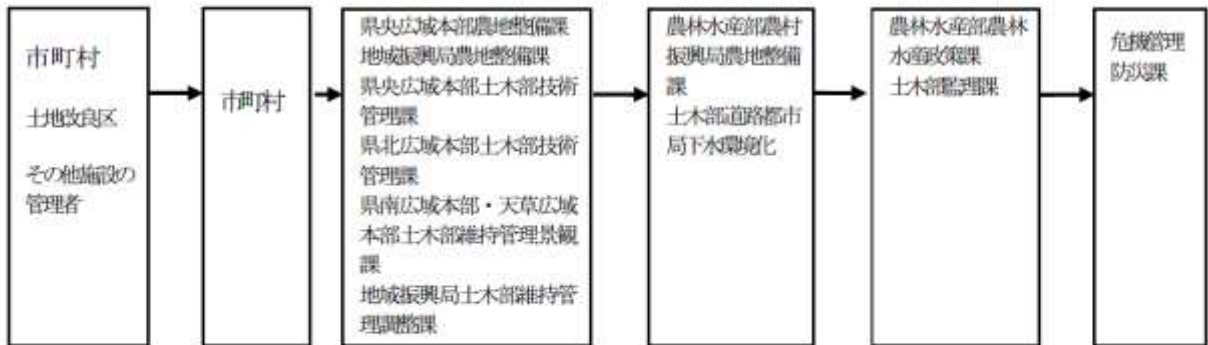 市町村
土地改良区
その他施設の
管理者
市町村
県央広域本部農地整備課
地域振興局農地整備課
県央広域本部土木部技術
管理課
県北広域本部土木部技術
管理課
県南広域本部・天草広域
本部土木部維持管理景観
課
地域振興局土木部維持管
理調整課
農林水産部農村
振興局農地整備
課
土木部道路都市
局下水環境化
農林水産部農林
水産政策課
土木部監理課
危機管理
防災課